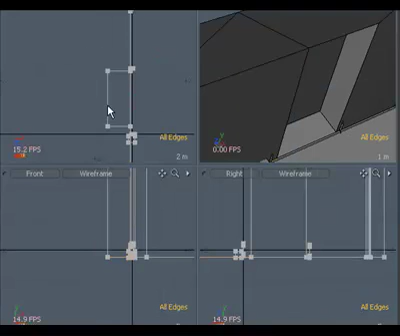 All Edges
15.2 FPS
2 m
All Edges
0.00 FPS
1 m
Front Wireframe
All Edges
14.9 FPS
Right Wireframe
All Edges
14.9 FPS